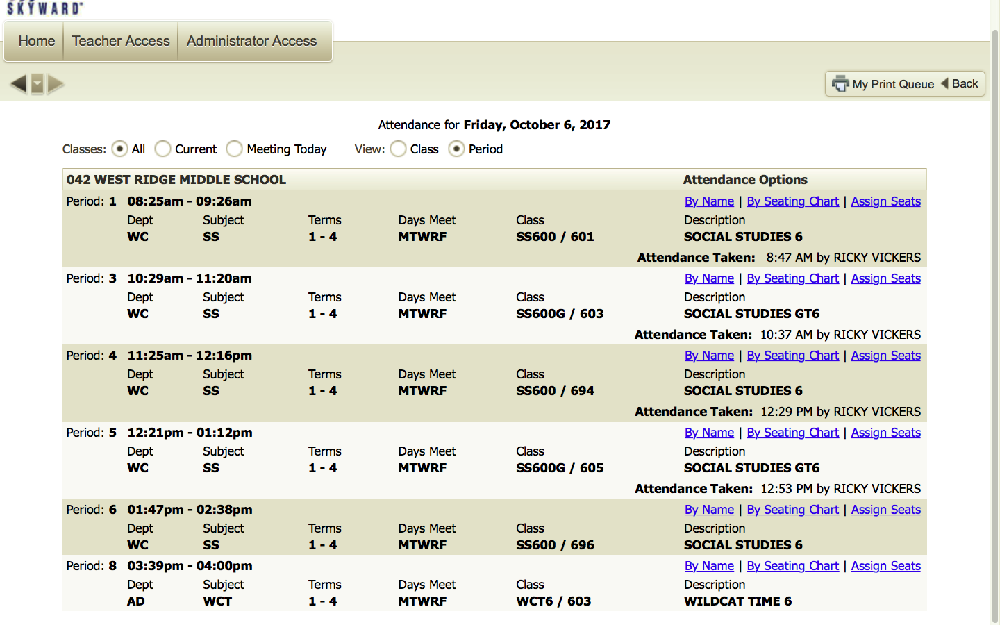 SKYWARD®
Home Teacher Access Administrator Access
My Print Queue Back
Attendance for Friday, October 6, 2017
Classes: All Current Meeting Today View: Class Period
042 WEST RIDGE MIDDLE SCHOOL Attendance Options
Period: 1 08:25am - 09:26am By Name | By Seating Chart | Assign Seats
Dept Subject Terms Days Meet Class Description
WC SS 1 - 4 MTWRF SS600 / 601 SOCIAL STUDIES 6
Attendance Taken: 8:47 AM by RICKY VICKERS
Period: 3 10:29am - 11:20am By Name | By Seating Chart | Assign Seats
Dept Subject Terms Days Meet Class Description
WC SS 1 - 4 MTWRF SS600G / 603 SOCIAL STUDIES GT6
Attendance Taken: 10:37 AM by RICKY VICKERS
Period: 4 11:25am - 12:16pm By Name | By Seating Chart | Assign Seats
Dept Subject Terms Days Meet Class Description
WC SS 1 - 4 MTWRF SS600 / 694 SOCIAL STUDIES 6
Attendance Taken: 12:29 PM by RICKY VICKERS
Period: 5 12:21pm - 01:12pm By Name | By Seating Chart | Assign Seats
Dept Subject Terms Days Meet Class Description
WC SS 1 - 4 MTWRF SS600G / 605 SOCIAL STUDIES GT6
Attendance Taken: 12:53 PM by RICKY VICKERS
Period: 6 01:47pm - 02:38pm By Name | By Seating Chart | Assign Seats
Dept Subject Terms Days Meet Class Description
WC SS 1 - 4 MTWRF SS600 / 696 SOCIAL STUDIES 6
Period: 8 03:39pm - 04:00pm By Name | By Seating Chart | Assign Seats
Dept Subject Terms Days Meet Class Description
AD WCT 1 - 4 MTWRF WCT6 / 603 WILDCAT TIME 6